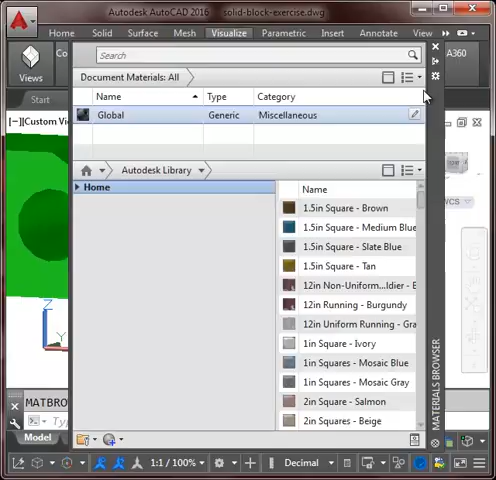 Autodesk AutoCAD 2016 solid-block-exercise.dwg
Home Solid Surface Mesh Visualize Parametric Insert Annotate View
Views
A360
Search
Start
Document Materials: All
Name Type Category
[−][Custom Vi
Global Generic Miscellaneous
Autodesk Library
Home
Name
1.5in Square - Brown
1.5in Square - Medium Blue
1.5in Square - Slate Blue
1.5in Square - Tan
12in Non-Uniform...ldier - B
12in Running - Burgundy
12in Uniform Running - Gra
1in Square - Ivory
1in Squares - Mosaic Blue
1in Squares - Mosaic Gray
2in Square - Salmon
2in Squares - Beige
WCS
Z
Y
MATERIALS BROWSER
MATBROW
Typ
Model
1:1 / 100% Decimal